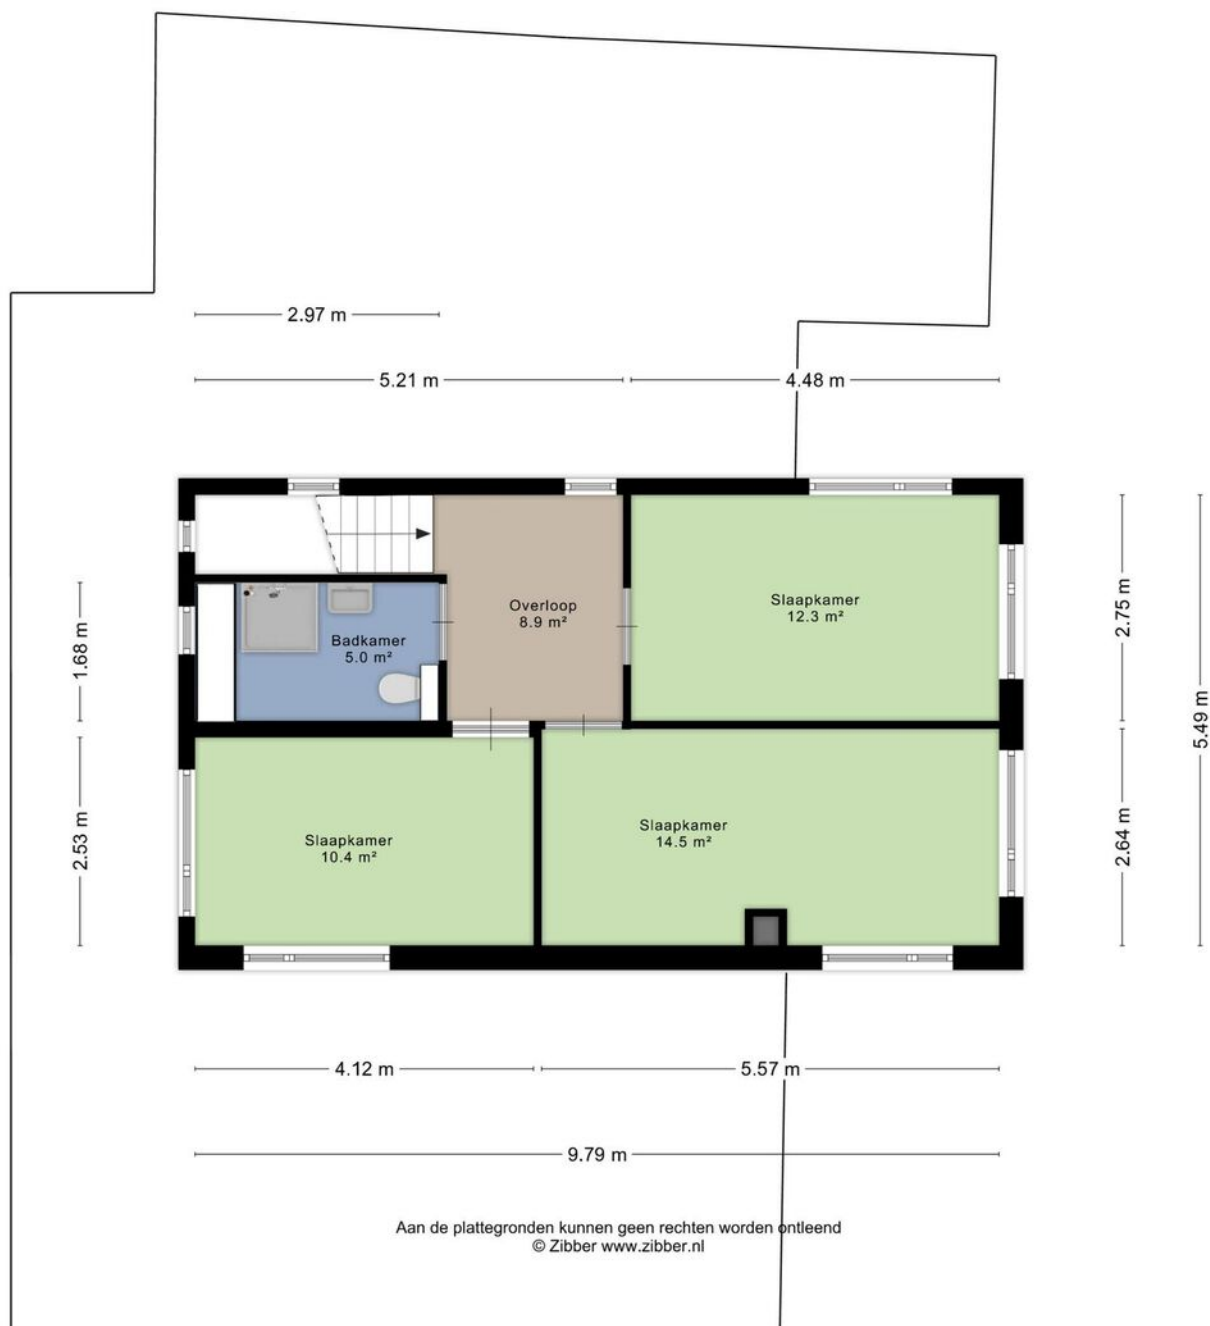 2.97 m
5.21 m
4.48 m
Overloop
8.9 m²
Slaapkamer
12.3 m²
Badkamer
5.0 m²
1.68 m
2.75 m
5.49 m
Slaapkamer
10.4 m²
Slaapkamer
14.5 m²
2.53 m
2.64 m
4.12 m
5.57 m
9.79 m
Aan de plattegronden kunnen geen rechten worden ontleend
© Zibber www.zibber.nl